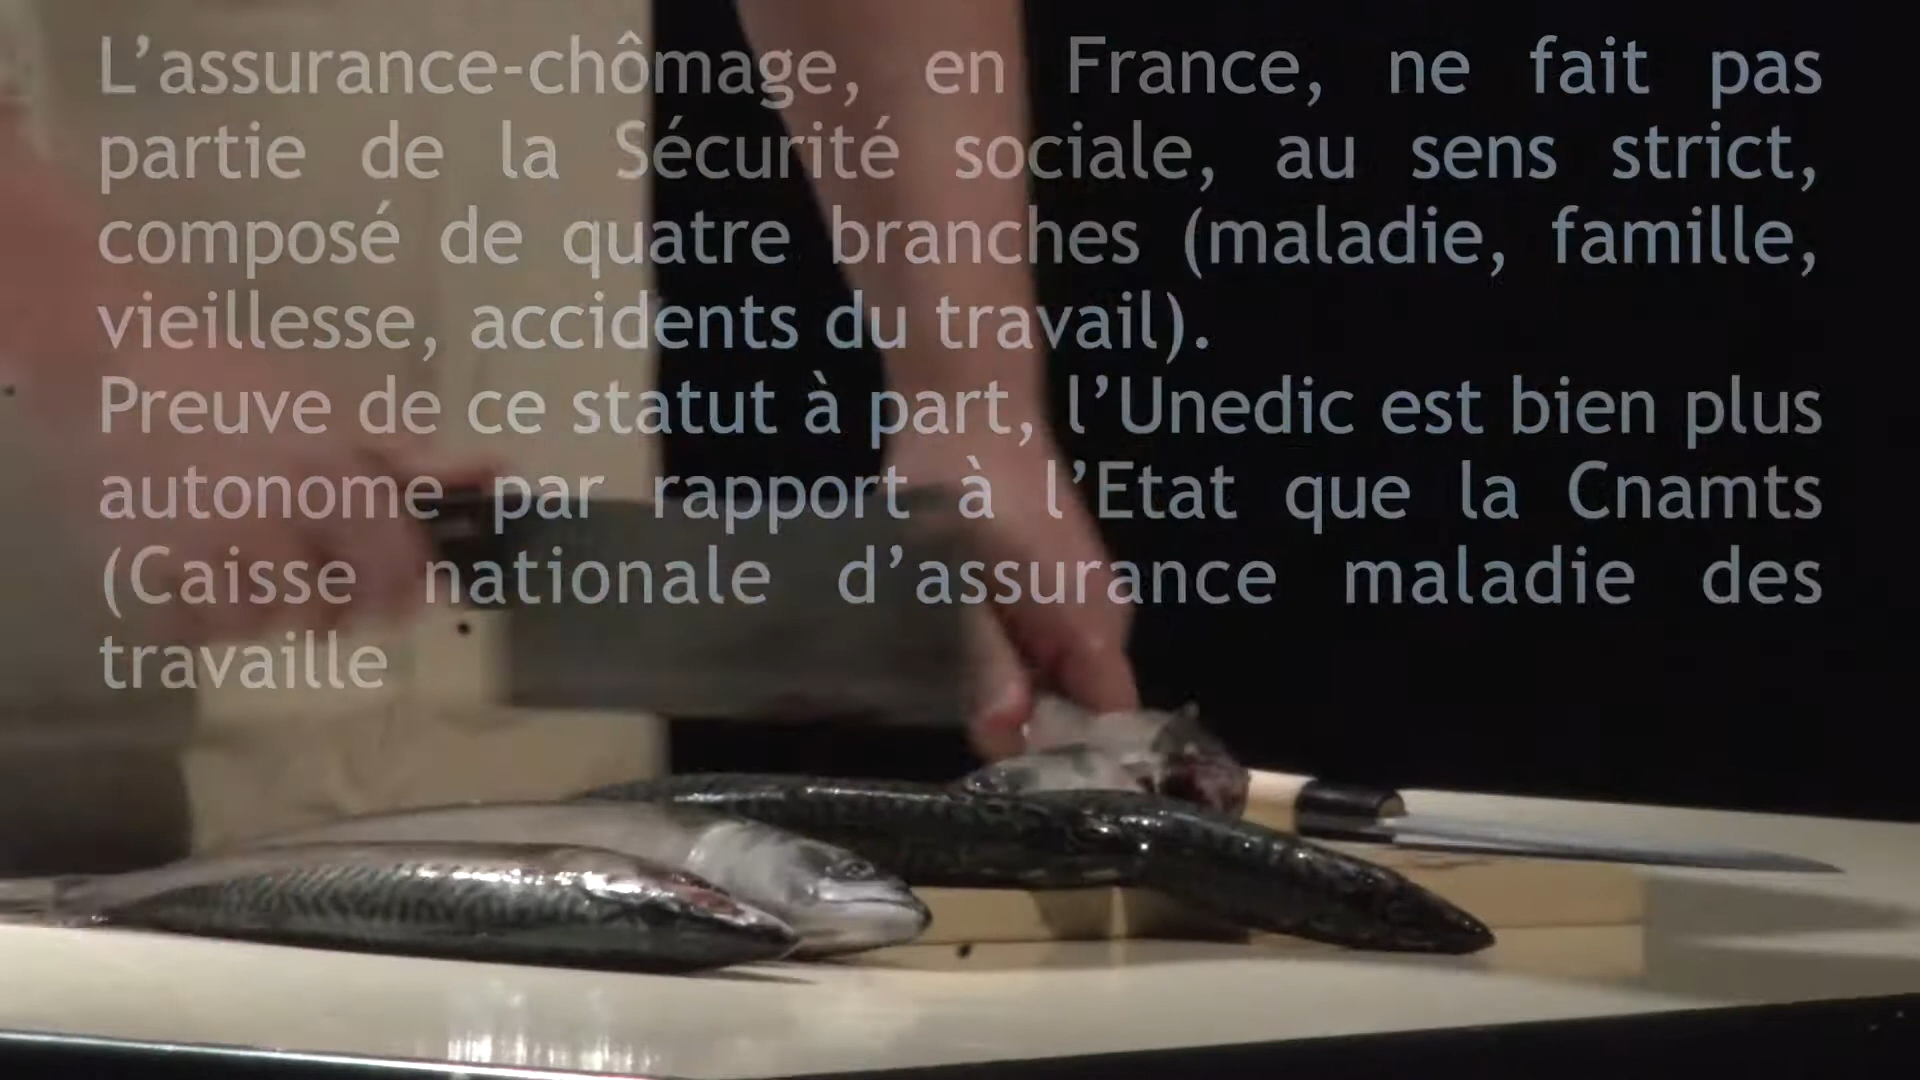 L’assurance-chômage, en France, ne fait pas
partie de la Sécurité sociale, au sens strict,
composé de quatre branches (maladie, famille,
vieillesse, accidents du travail).
Preuve de ce statut à part, l’Unedic est bien plus
autonome par rapport à l’Etat que la Cnamts
(Caisse nationale d’assurance maladie des
travaille